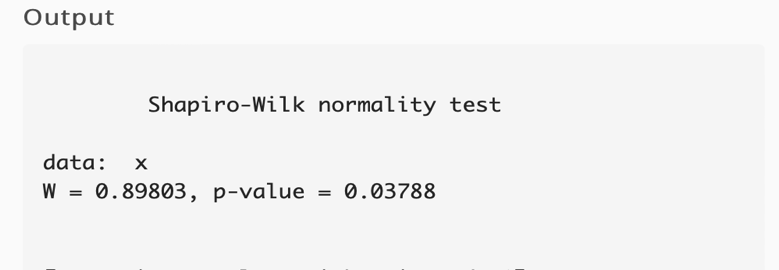 Output
Shapiro-Wilk normality test
data:  x
W = 0.89803, p-value = 0.03788